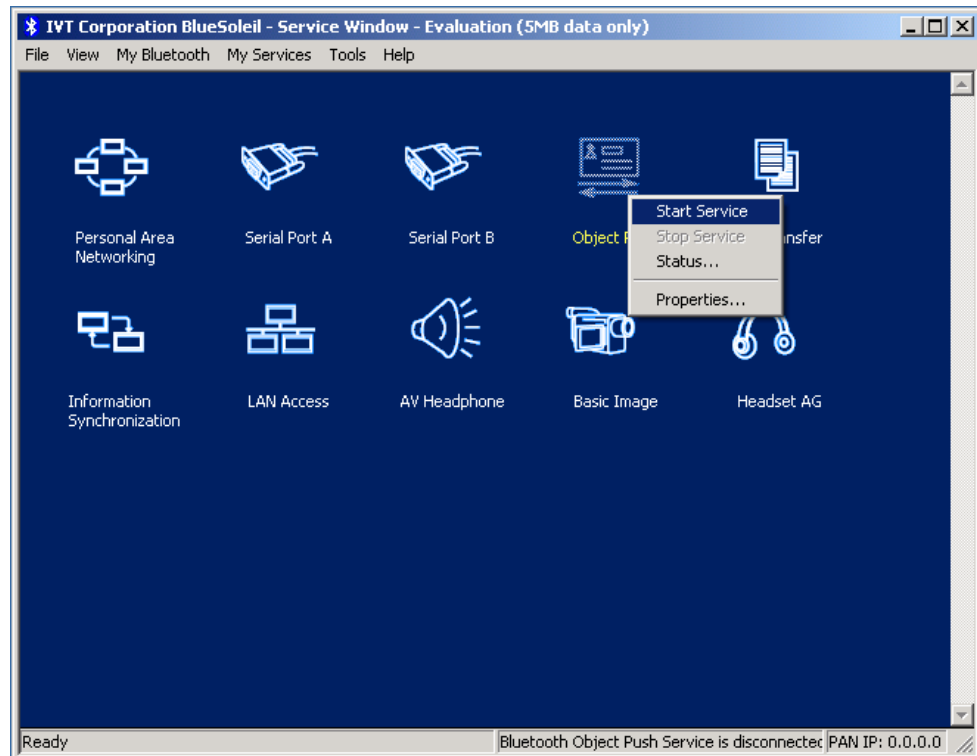 IVT Corporation BlueSoleil - Service Window - Evaluation (5MB data only)
File View My Bluetooth My Services Tools Help
Personal Area
Networking
Serial Port A
Serial Port B
Object
Start Service
Stop Service
Status...
Properties...
Information
Synchronization
LAN Access
AV Headphone
Basic Image
Headset AG
Ready
Bluetooth Object Push Service is disconnected
PAN IP: 0.0.0.0